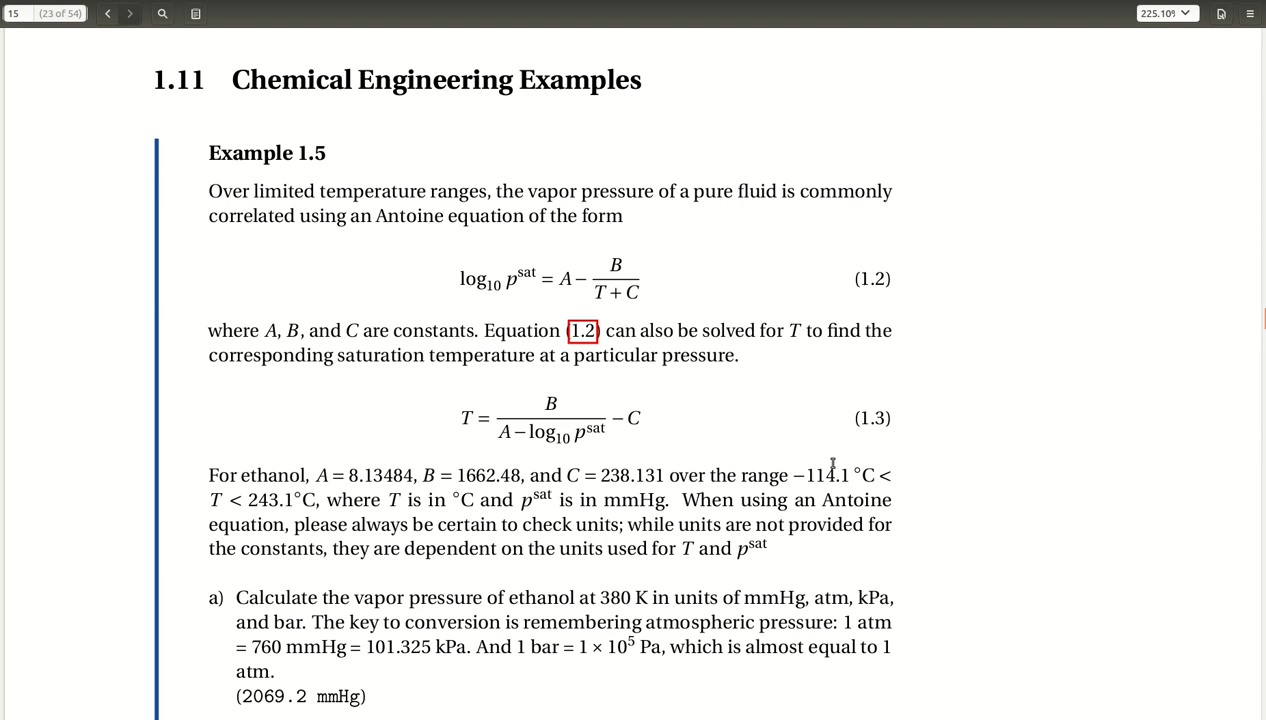 15 (23 of 54) 225.10%
1.11 Chemical Engineering Examples
Example 1.5
Over limited temperature ranges, the vapor pressure of a pure fluid is commonly
correlated using an Antoine equation of the form
log₁₀ p^sat = A − B/(T + C) (1.2)
where A, B, and C are constants. Equation (1.2) can also be solved for T to find the
corresponding saturation temperature at a particular pressure.
T = B/(A − log₁₀ p^sat) − C (1.3)
For ethanol, A = 8.13484, B = 1662.48, and C = 238.131 over the range −114.1 °C <
T < 243.1°C, where T is in °C and p^sat is in mmHg. When using an Antoine
equation, please always be certain to check units; while units are not provided for
the constants, they are dependent on the units used for T and p^sat
a) Calculate the vapor pressure of ethanol at 380 K in units of mmHg, atm, kPa,
and bar. The key to conversion is remembering atmospheric pressure: 1 atm
= 760 mmHg = 101.325 kPa. And 1 bar = 1 × 10⁵ Pa, which is almost equal to 1
atm.
(2069.2 mmHg)